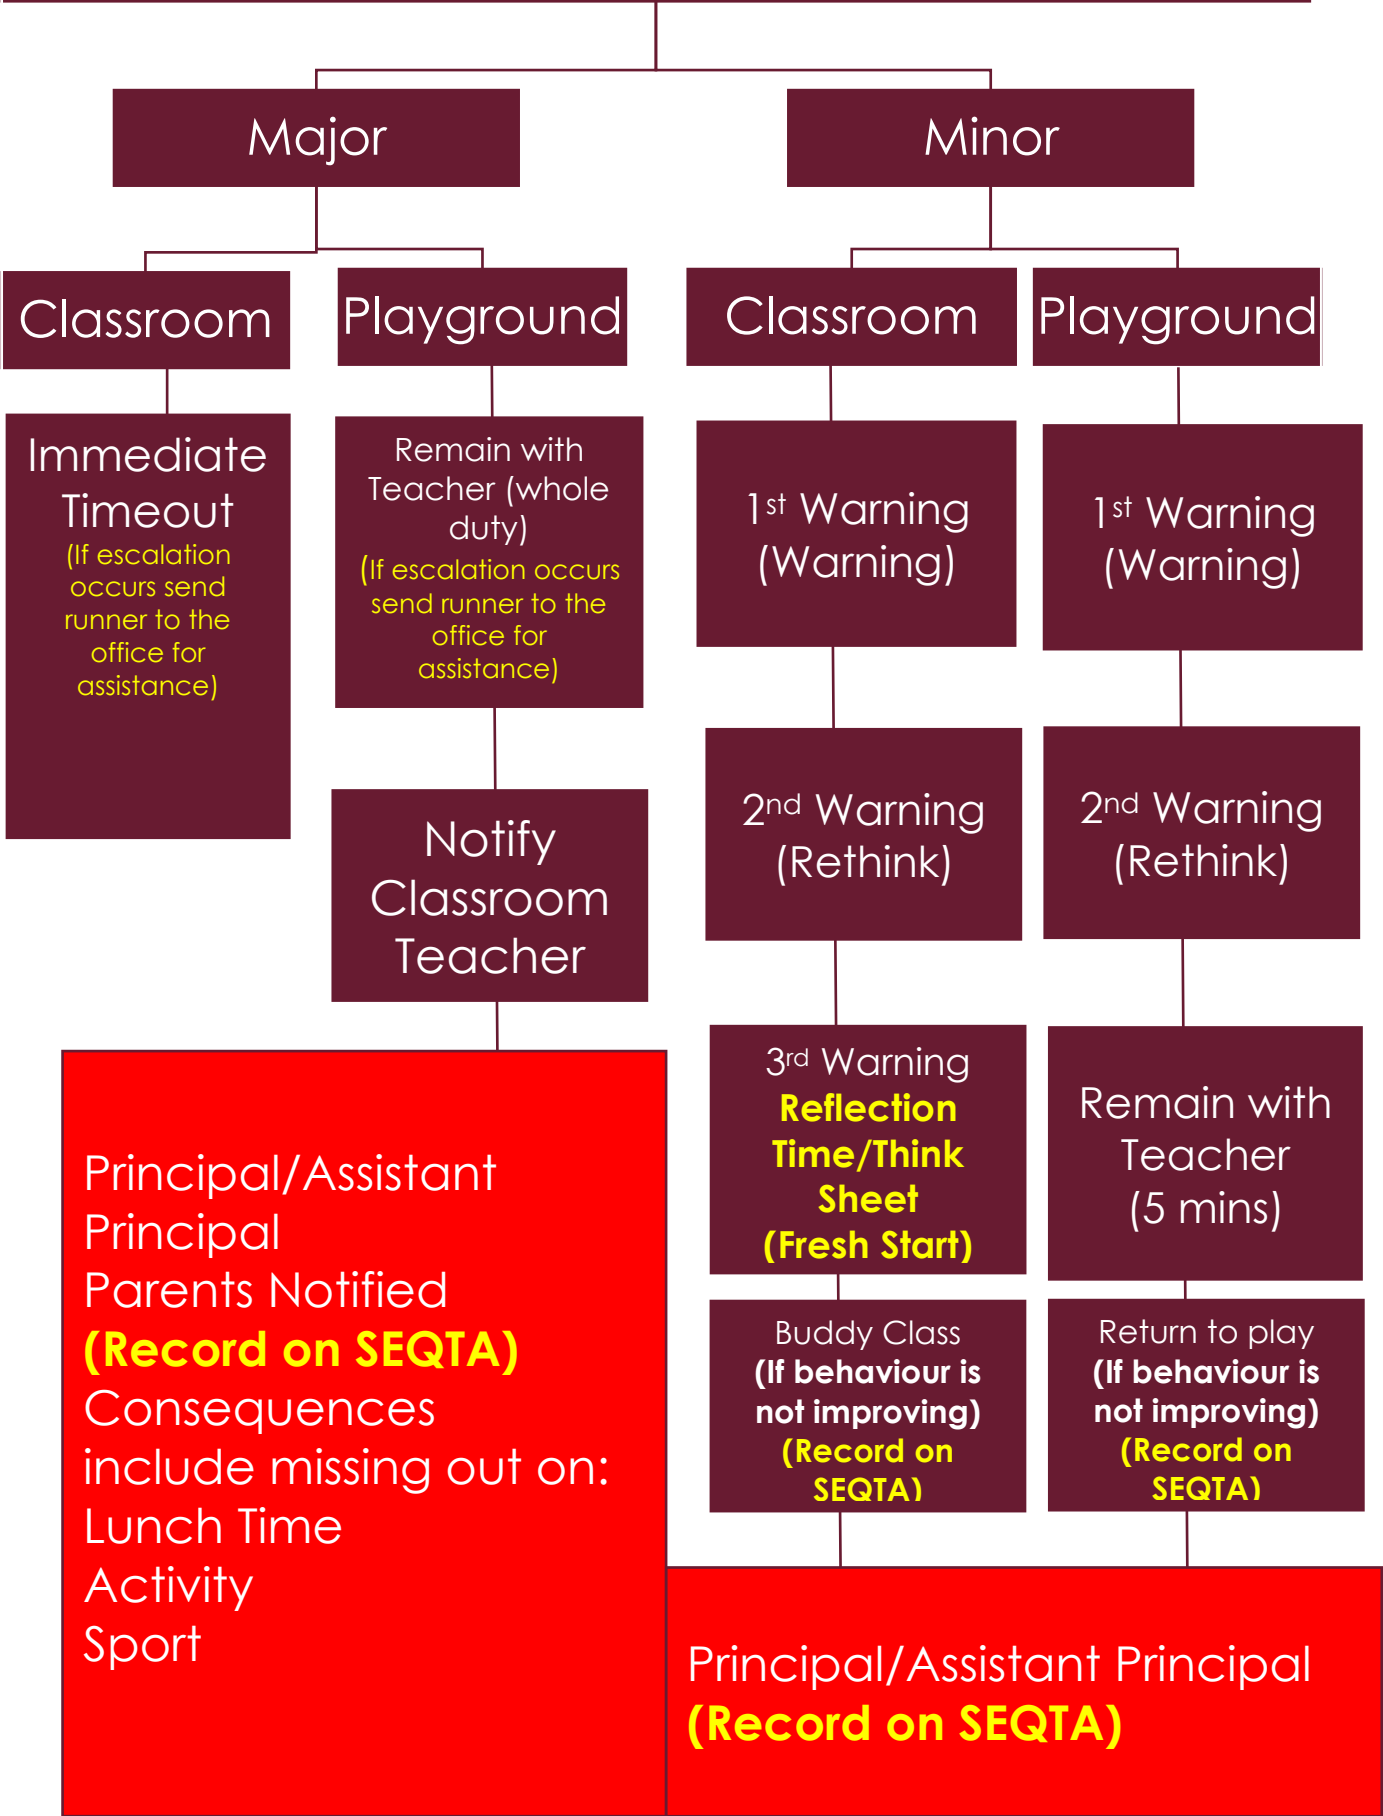 Major
Minor
Classroom
Playground
Classroom
Playground
Immediate
Timeout
(If escalation
occurs send
runner to the
office for
assistance)
Remain with
Teacher (whole
duty)
(If escalation occurs
send runner to the
office for
assistance)
Notify
Classroom
Teacher
Principal/Assistant
Principal
Parents Notified
(Record on SEQTA)
Consequences
include missing out on:
Lunch Time
Activity
Sport
1st Warning
(Warning)
2nd Warning
(Rethink)
3rd Warning
Reflection
Time/Think
Sheet
(Fresh Start)
Buddy Class
(If behaviour is
not improving)
(Record on
SEQTA)
1st Warning
(Warning)
2nd Warning
(Rethink)
Remain with
Teacher
(5 mins)
Return to play
(If behaviour is
not improving)
(Record on
SEQTA)
Principal/Assistant Principal
(Record on SEQTA)